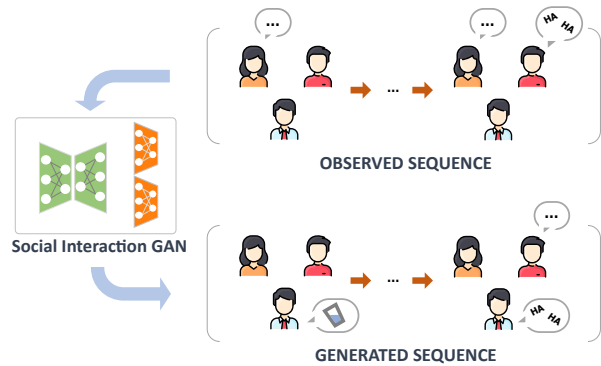 ...
...
HA
HA
...
OBSERVED SEQUENCE
Social Interaction GAN
...
...
HA
HA
GENERATED SEQUENCE